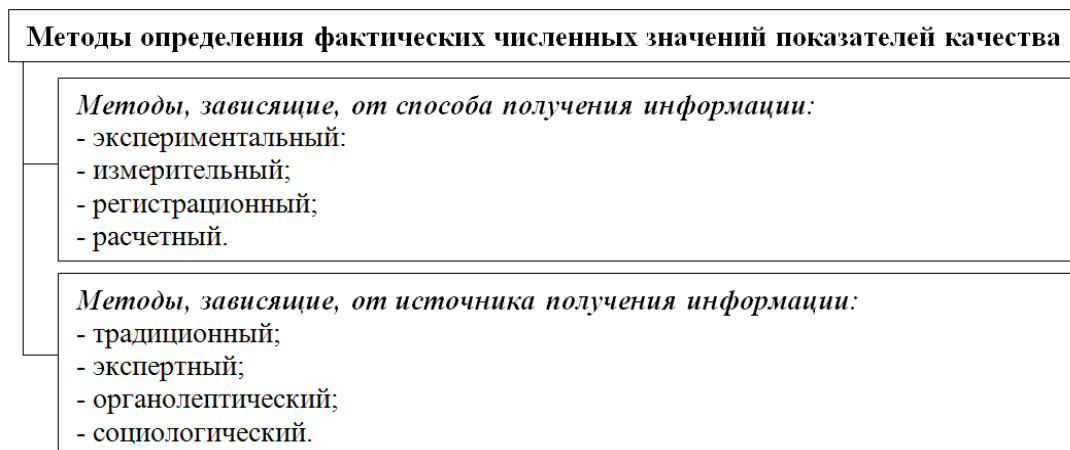 Методы определения фактических численных значений показателей качества
Методы, зависящие, от способа получения информации:
- экспериментальный:
- измерительный;
- регистрационный;
- расчетный.
Методы, зависящие, от источника получения информации:
- традиционный;
- экспертный;
- органолептический;
- социологический.